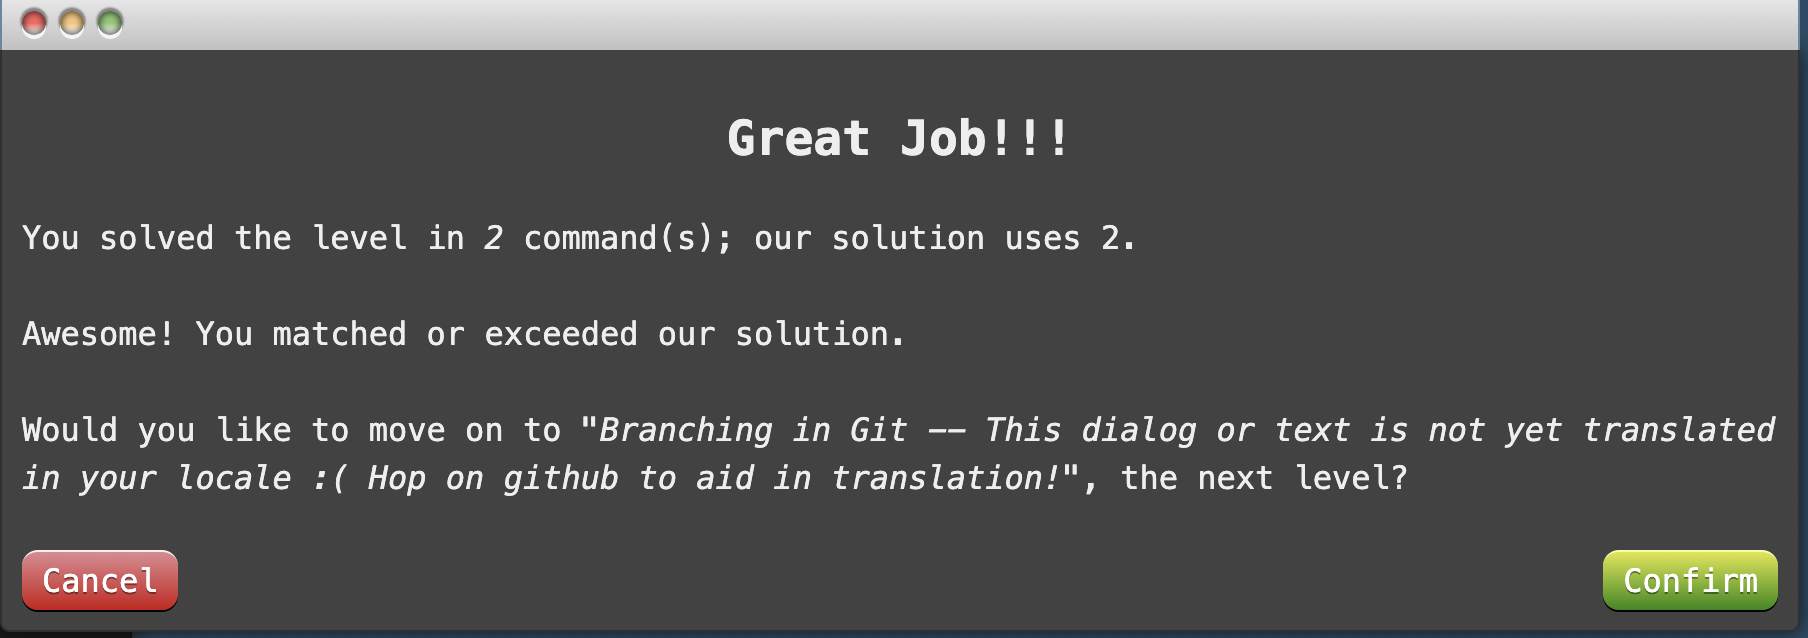 Great Job!!!
You solved the level in 2 command(s); our solution uses 2.
Awesome! You matched or exceeded our solution.
Would you like to move on to "Branching in Git -- This dialog or text is not yet translated
in your locale :( Hop on github to aid in translation!", the next level?
Cancel
Confirm